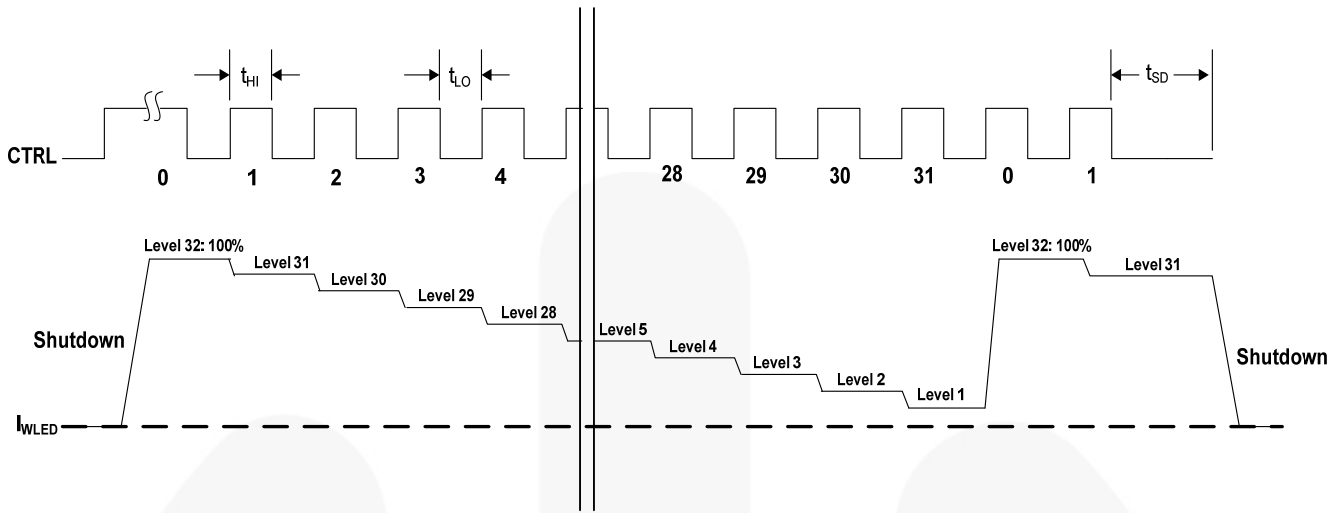 tHI
tLO
tSD
CTRL
0 1 2 3 4 28 29 30 31 0 1
Level 32: 100%
Level 31
Level 30
Level 29
Level 28
Level 5
Level 4
Level 3
Level 2
Level 1
Level 32: 100%
Level 31
Shutdown
Shutdown
IWLED